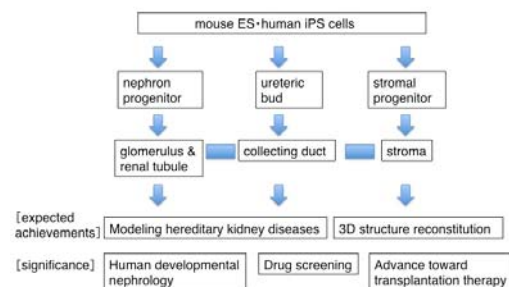 mouse ES•human iPS cells
nephron
progenitor
ureteric
bud
stromal
progenitor
glomerulus &
renal tubule
collecting duct
stroma
[expected
achievements]
Modeling hereditary kidney diseases
3D structure reconstitution
[significance]
Human developmental
nephrology
Drug screening
Advance toward
transplantation therapy